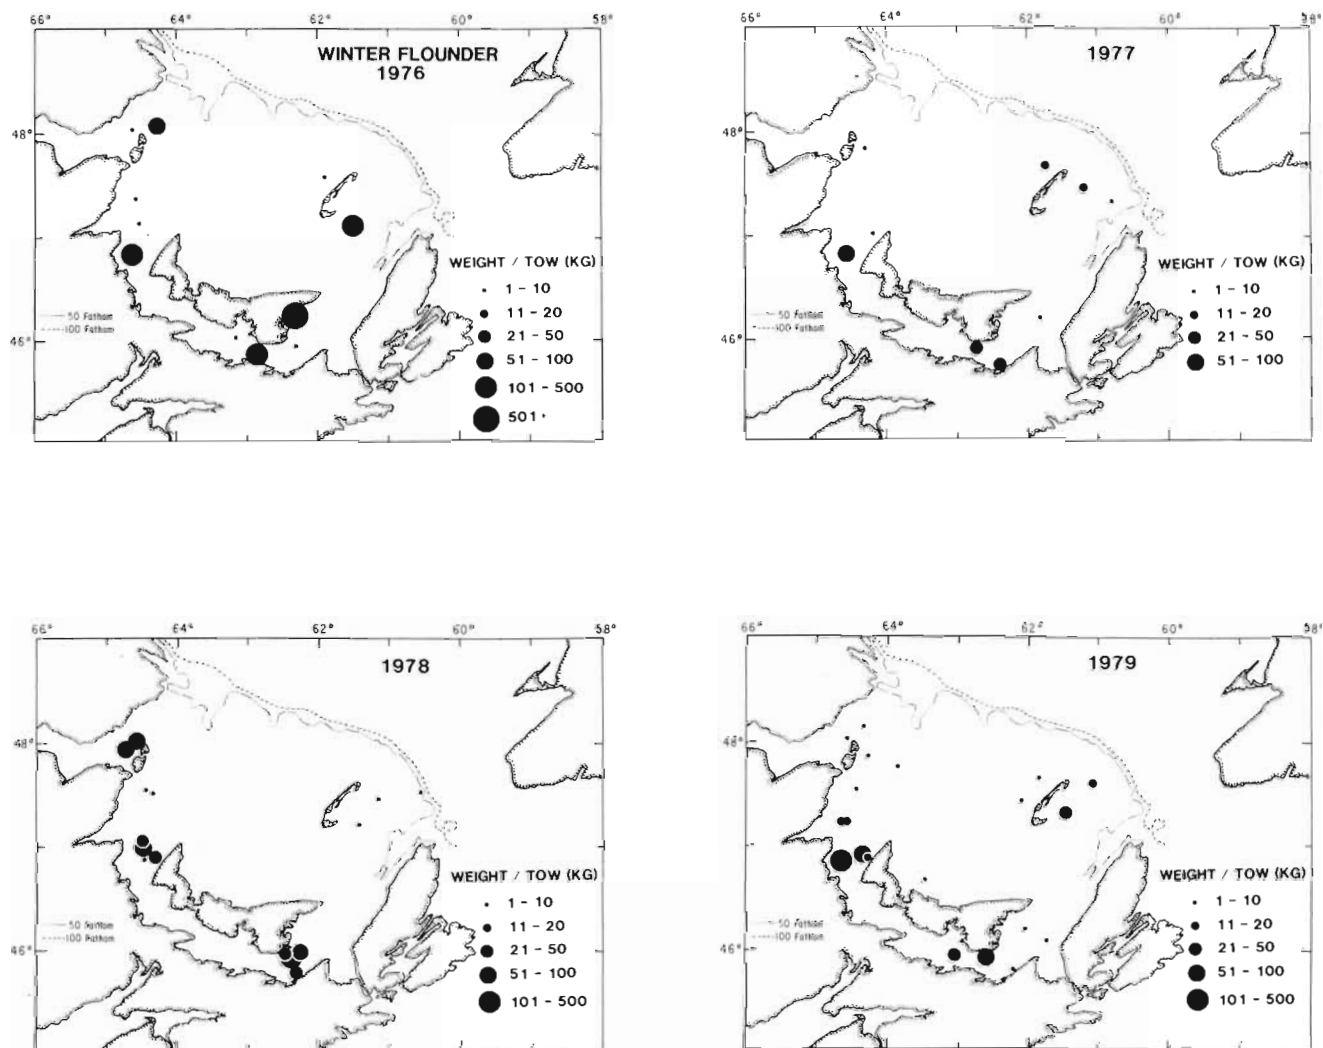 66° 64° 62° 60° 58°
WINTER FLOUNDER
1976
48°
46°
WEIGHT / TOW (KG)
1 - 10
11 - 20
21 - 50
51 - 100
101 - 500
501+
50 Fathom
100 Fathom
66° 64° 62° 60° 58°
1977
48°
46°
WEIGHT / TOW (KG)
1 - 10
11 - 20
21 - 50
51 - 100
50 Fathom
100 Fathom
66° 64° 62° 60° 58°
1978
48°
46°
WEIGHT / TOW (KG)
1 - 10
11 - 20
21 - 50
51 - 100
101 - 500
50 Fathom
100 Fathom
66° 64° 62° 60° 58°
1979
48°
46°
WEIGHT / TOW (KG)
1 - 10
11 - 20
21 - 50
51 - 100
101 - 500
50 Fathom
100 Fathom